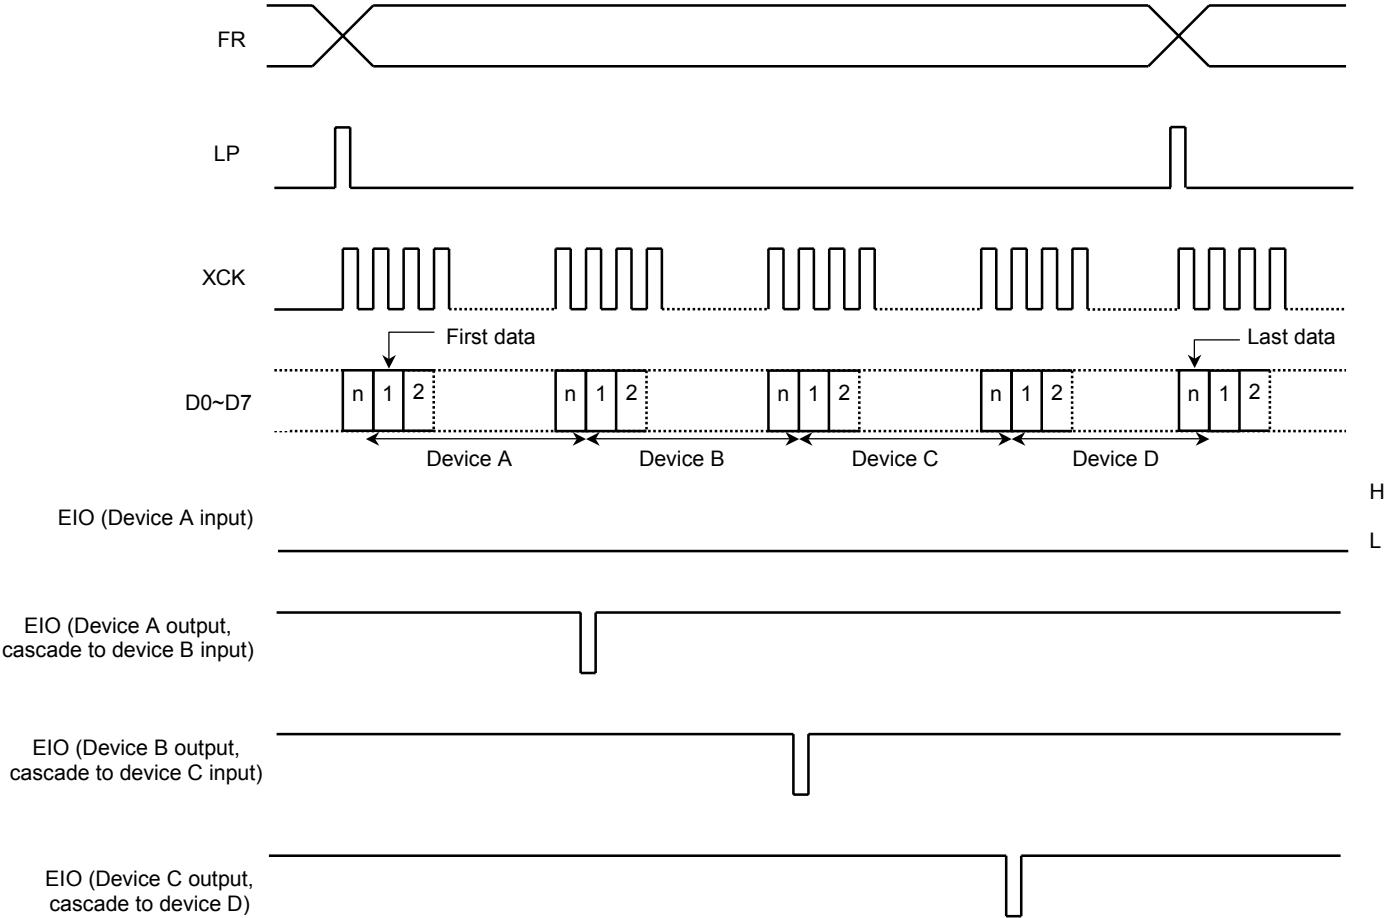 FR
LP
XCK
First data
Last data
D0~D7
n 1 2 n 1 2 n 1 2 n 1 2 n 1 2
Device A Device B Device C Device D
H
EIO (Device A input)
L
EIO (Device A output,
cascade to device B input)
EIO (Device B output,
cascade to device C input)
EIO (Device C output,
cascade to device D)